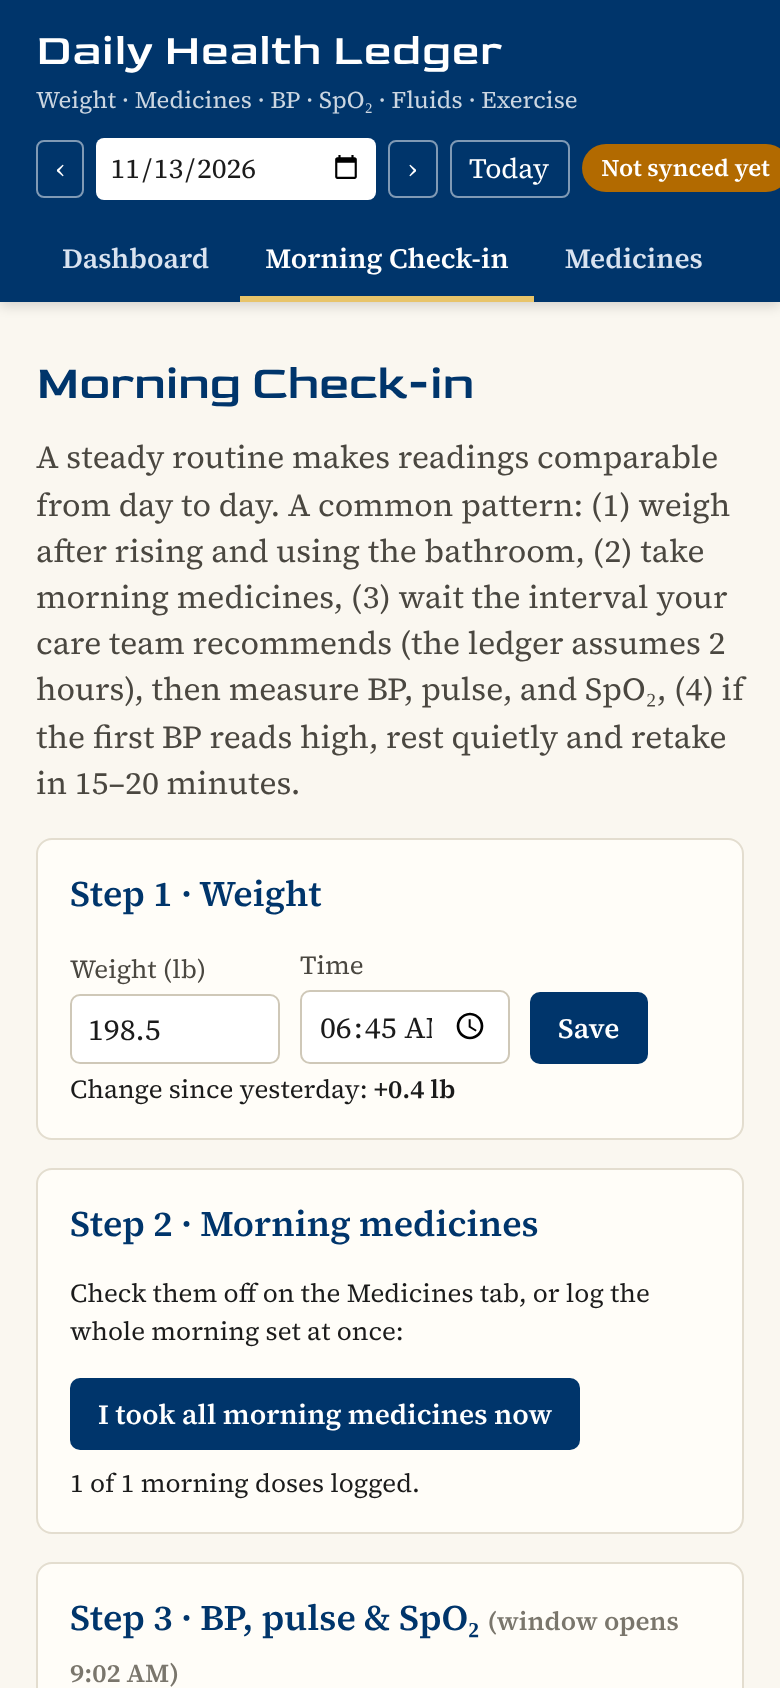 Daily Health Ledger
Weight · Medicines · BP · SpO₂ · Fluids · Exercise
‹ 11/13/2026 › Today Not synced yet
Dashboard Morning Check-in Medicines
Morning Check-in
A steady routine makes readings comparable
from day to day. A common pattern: (1) weigh
after rising and using the bathroom, (2) take
morning medicines, (3) wait the interval your
care team recommends (the ledger assumes 2
hours), then measure BP, pulse, and SpO₂, (4) if
the first BP reads high, rest quietly and retake
in 15–20 minutes.
Step 1 · Weight
Weight (lb) Time
198.5 06:45 AM Save
Change since yesterday: +0.4 lb
Step 2 · Morning medicines
Check them off on the Medicines tab, or log the
whole morning set at once:
I took all morning medicines now
1 of 1 morning doses logged.
Step 3 · BP, pulse & SpO₂ (window opens
9:02 AM)